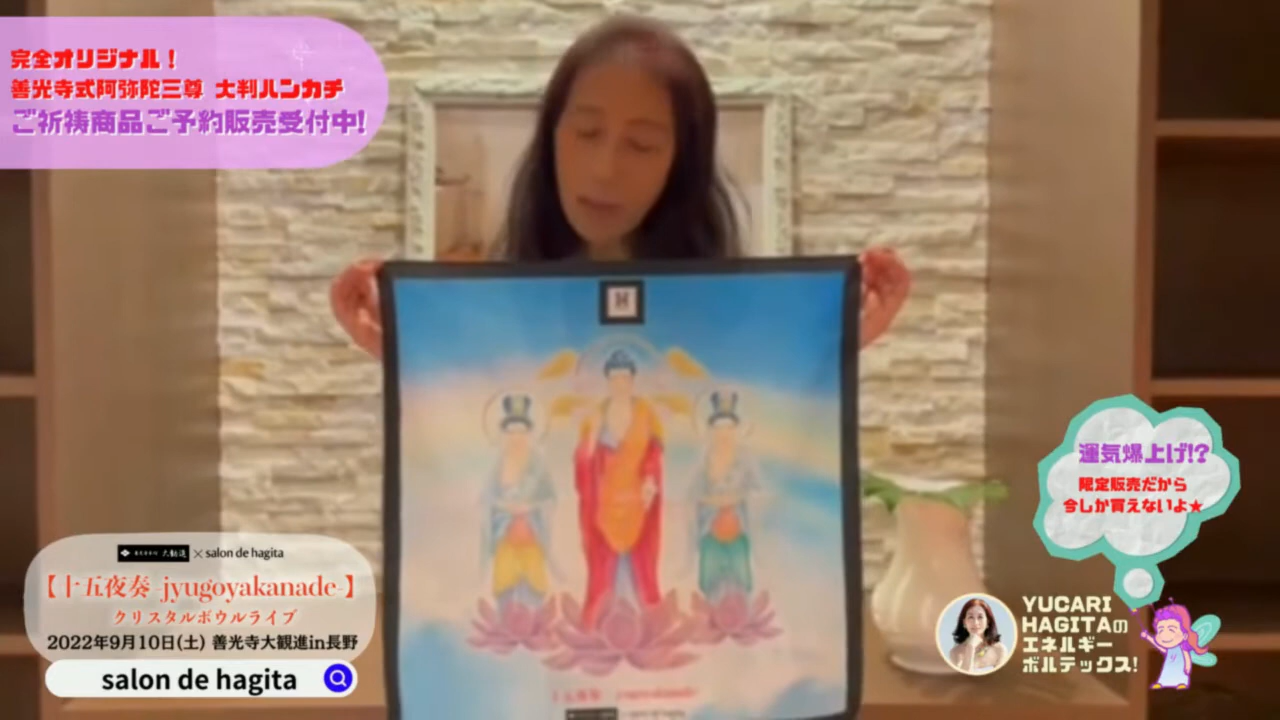 完全オリジナル！
善光寺式阿弥陀三尊 大判ハンカチ
ご祈祷商品ご予約販売受付中!
H
運気爆上げ!?
限定販売だから
今しか買えないよ★
大勧進 × salon de hagita
【十五夜奏 -jyugoyakanade-】
クリスタルボウルライブ
2022年9月10日(土) 善光寺大観進in長野
salon de hagita
YUCARI
HAGITAの
エネルギー
ボルテックス!